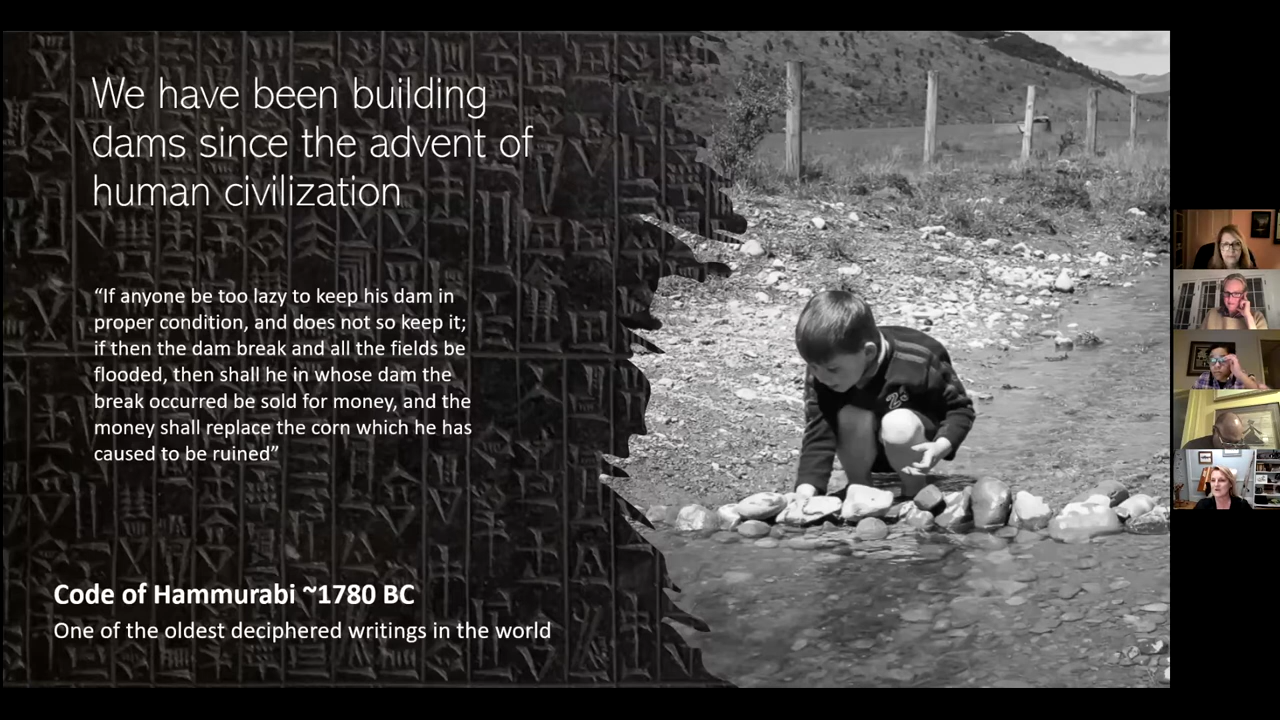 We have been building
dams since the advent of
human civilization
“If anyone be too lazy to keep his dam in
proper condition, and does not so keep it;
if then the dam break and all the fields be
flooded, then shall he in whose dam the
break occurred be sold for money, and the
money shall replace the corn which he has
caused to be ruined”
Code of Hammurabi ~1780 BC
One of the oldest deciphered writings in the world